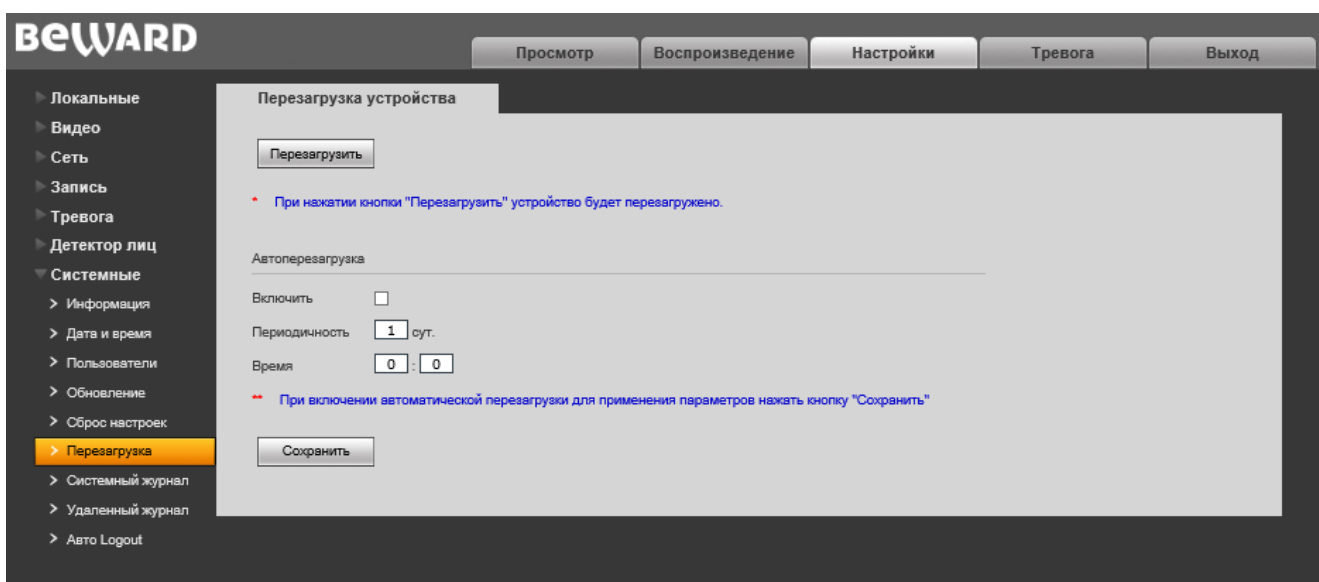 BEWARD
Просмотр
Воспроизведение
Настройки
Тревога
Выход
Локальные
Видео
Сеть
Запись
Тревога
Детектор лиц
Системные
> Информация
> Дата и время
> Пользователи
> Обновление
> Сброс настроек
> Перезагрузка
> Системный журнал
> Удаленный журнал
> Авто Logout
Перезагрузка устройства
Перезагрузить
* При нажатии кнопки "Перезагрузить" устройство будет перезагружено.
Автоперезагрузка
Включить
Периодичность 1 сут.
Время 0 : 0
** При включении автоматической перезагрузки для применения параметров нажать кнопку "Сохранить"
Сохранить